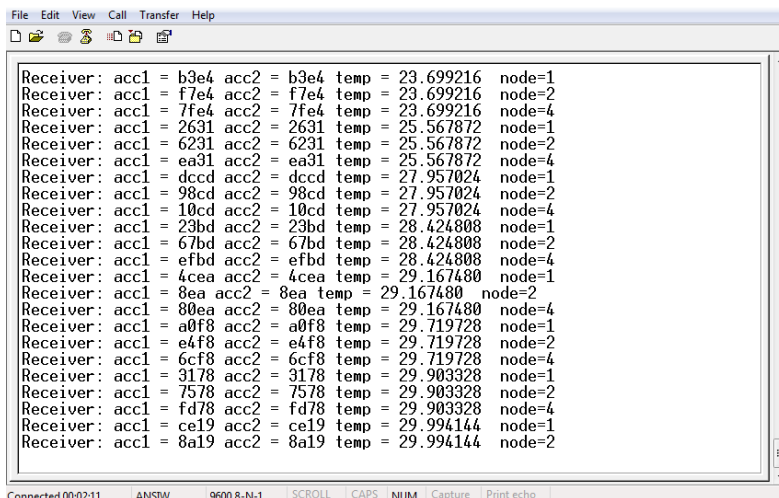 File Edit View Call Transfer Help
Receiver: acc1 = b3e4 acc2 = b3e4 temp = 23.699216 node=1
Receiver: acc1 = f7e4 acc2 = f7e4 temp = 23.699216 node=2
Receiver: acc1 = 7fe4 acc2 = 7fe4 temp = 23.699216 node=4
Receiver: acc1 = 2631 acc2 = 2631 temp = 25.567872 node=1
Receiver: acc1 = 6231 acc2 = 6231 temp = 25.567872 node=2
Receiver: acc1 = ea31 acc2 = ea31 temp = 25.567872 node=4
Receiver: acc1 = dccd acc2 = dccd temp = 27.957024 node=1
Receiver: acc1 = 98cd acc2 = 98cd temp = 27.957024 node=2
Receiver: acc1 = 10cd acc2 = 10cd temp = 27.957024 node=4
Receiver: acc1 = 23bd acc2 = 23bd temp = 28.424808 node=1
Receiver: acc1 = 67bd acc2 = 67bd temp = 28.424808 node=2
Receiver: acc1 = efbd acc2 = efbd temp = 28.424808 node=4
Receiver: acc1 = 4cea acc2 = 4cea temp = 29.167480 node=1
Receiver: acc1 = 8ea acc2 = 8ea temp = 29.167480 node=2
Receiver: acc1 = 80ea acc2 = 80ea temp = 29.167480 node=4
Receiver: acc1 = a0f8 acc2 = a0f8 temp = 29.719728 node=1
Receiver: acc1 = e4f8 acc2 = e4f8 temp = 29.719728 node=2
Receiver: acc1 = 6cf8 acc2 = 6cf8 temp = 29.719728 node=4
Receiver: acc1 = 3178 acc2 = 3178 temp = 29.903328 node=1
Receiver: acc1 = 7578 acc2 = 7578 temp = 29.903328 node=2
Receiver: acc1 = fd78 acc2 = fd78 temp = 29.903328 node=4
Receiver: acc1 = ce19 acc2 = ce19 temp = 29.994144 node=1
Receiver: acc1 = 8a19 acc2 = 8a19 temp = 29.994144 node=2
Connected 00:02:11 ANSIW 9600 8-N-1 SCROLL CAPS NUM Capture Print echo